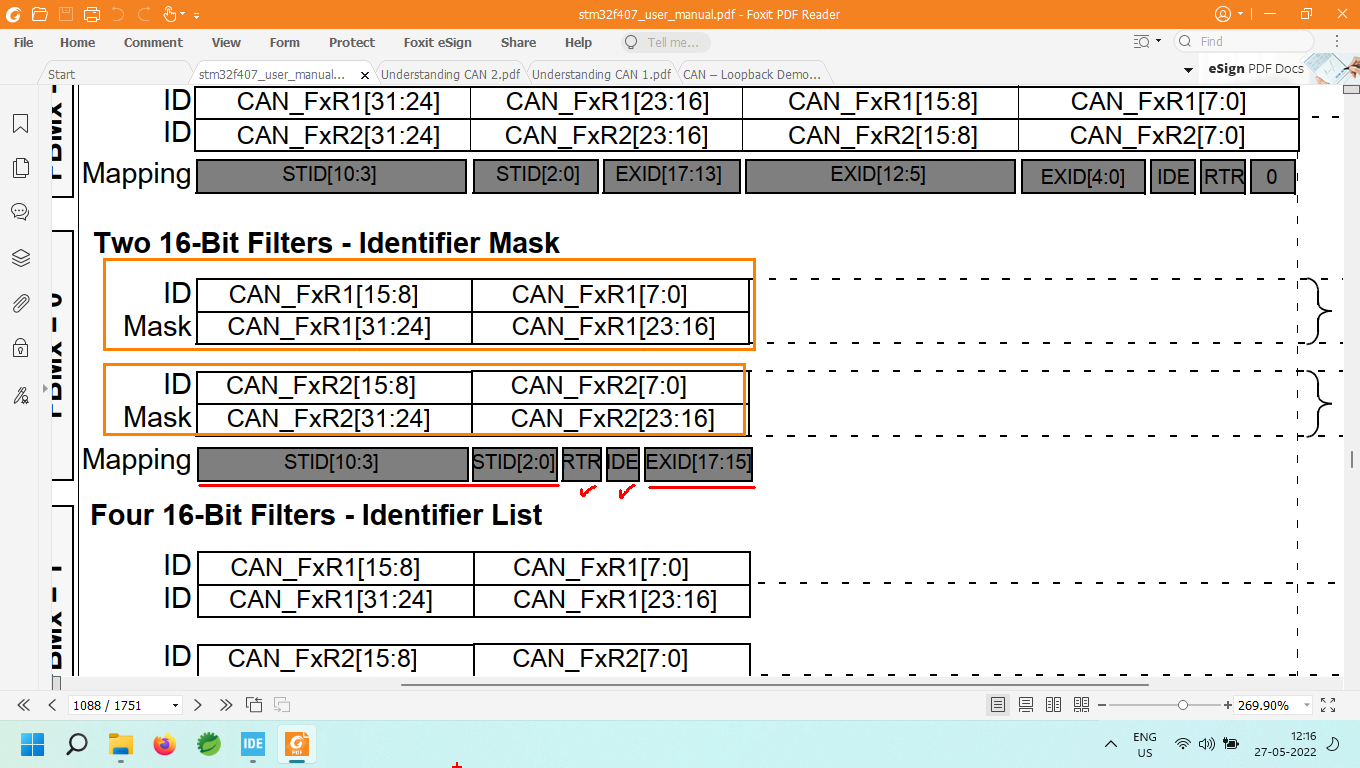 stm32f407_user_manual.pdf - Foxit PDF Reader
File Home Comment View Form Protect Foxit eSign Share Help Tell me... Find
Start stm32f407_user_manual... Understanding CAN 2.pdf Understanding CAN 1.pdf CAN – Loopback Demo... eSign PDF Docs
ID CAN_FxR1[31:24] CAN_FxR1[23:16] CAN_FxR1[15:8] CAN_FxR1[7:0]
ID CAN_FxR2[31:24] CAN_FxR2[23:16] CAN_FxR2[15:8] CAN_FxR2[7:0]
Mapping STID[10:3] STID[2:0] EXID[17:13] EXID[12:5] EXID[4:0] IDE RTR 0
Two 16-Bit Filters - Identifier Mask
ID CAN_FxR1[15:8] CAN_FxR1[7:0]
Mask CAN_FxR1[31:24] CAN_FxR1[23:16]
ID CAN_FxR2[15:8] CAN_FxR2[7:0]
Mask CAN_FxR2[31:24] CAN_FxR2[23:16]
Mapping STID[10:3] STID[2:0] RTR IDE EXID[17:15]
Four 16-Bit Filters - Identifier List
ID CAN_FxR1[15:8] CAN_FxR1[7:0]
ID CAN_FxR1[31:24] CAN_FxR1[23:16]
ID CAN_FxR2[15:8] CAN_FxR2[7:0]
1088 / 1751 269.90%
IDE PDF ENG 12:16
US 27-05-2022